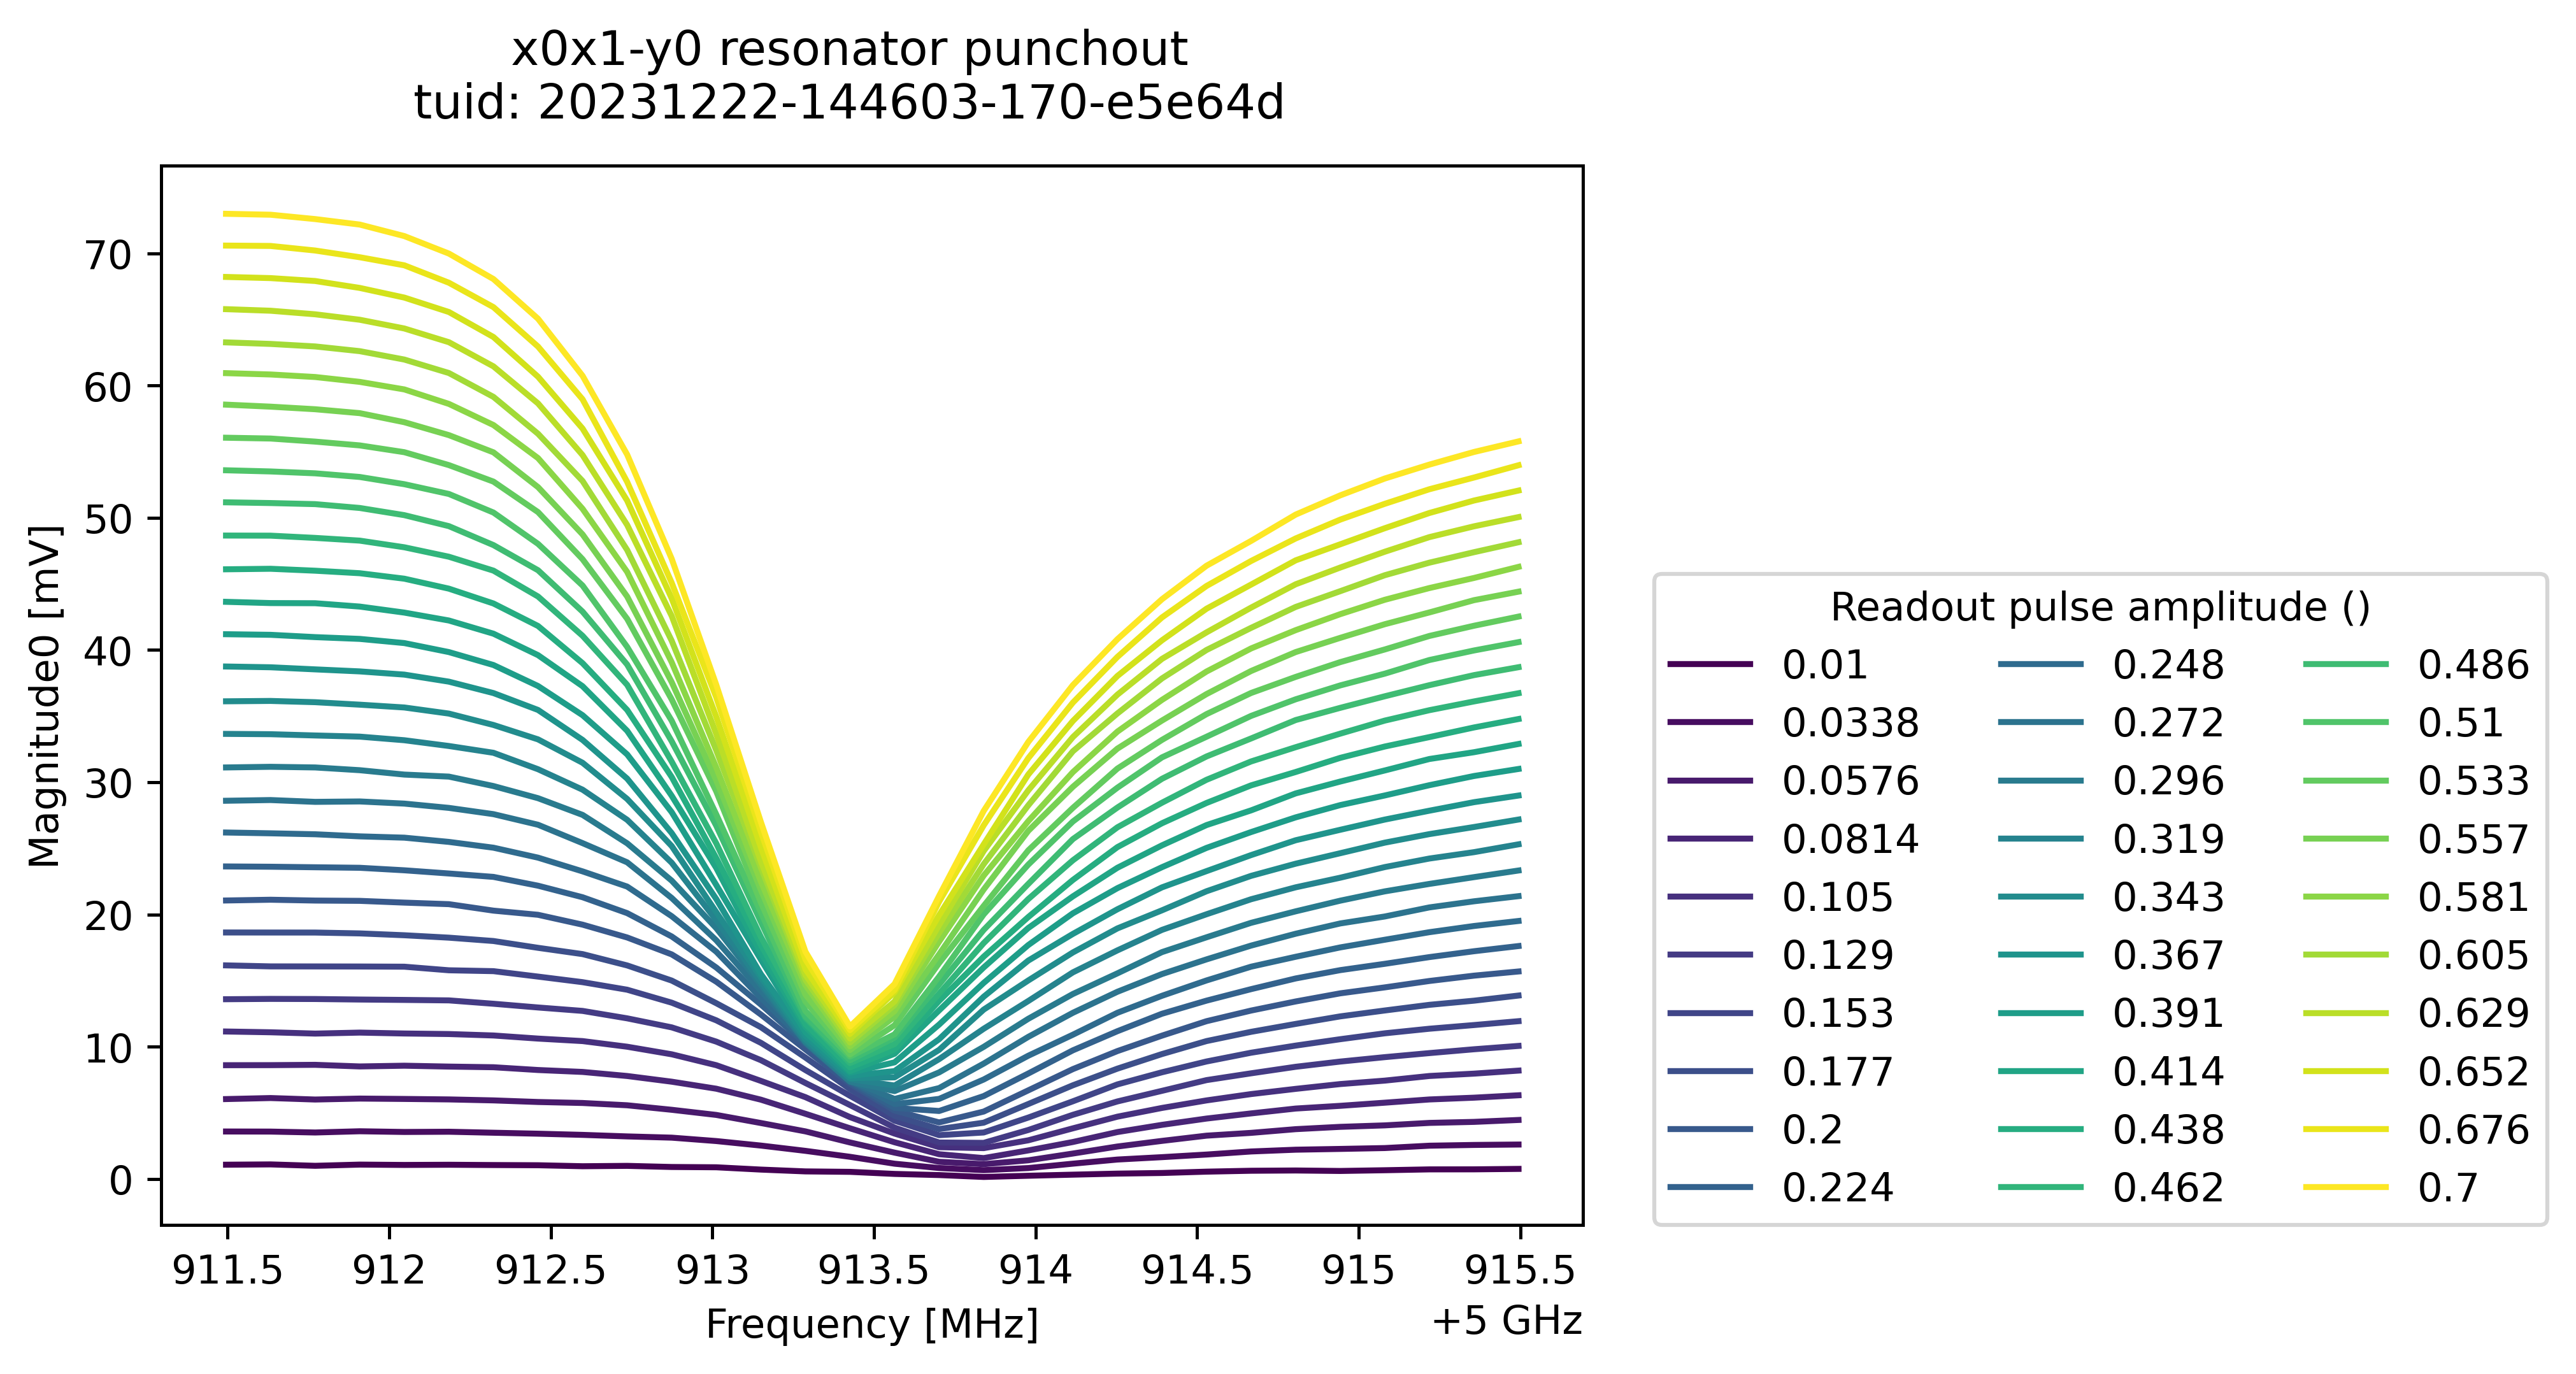 x0x1-y0 resonator punchout
tuid: 20231222-144603-170-e5e64d
Magnitude0 [mV]
70
60
50
40
30
20
10
0
911.5 912 912.5 913 913.5 914 914.5 915 915.5
Frequency [MHz]
+5 GHz
Readout pulse amplitude ()
0.01 0.248 0.486
0.0338 0.272 0.51
0.0576 0.296 0.533
0.0814 0.319 0.557
0.105 0.343 0.581
0.129 0.367 0.605
0.153 0.391 0.629
0.177 0.414 0.652
0.2 0.438 0.676
0.224 0.462 0.7